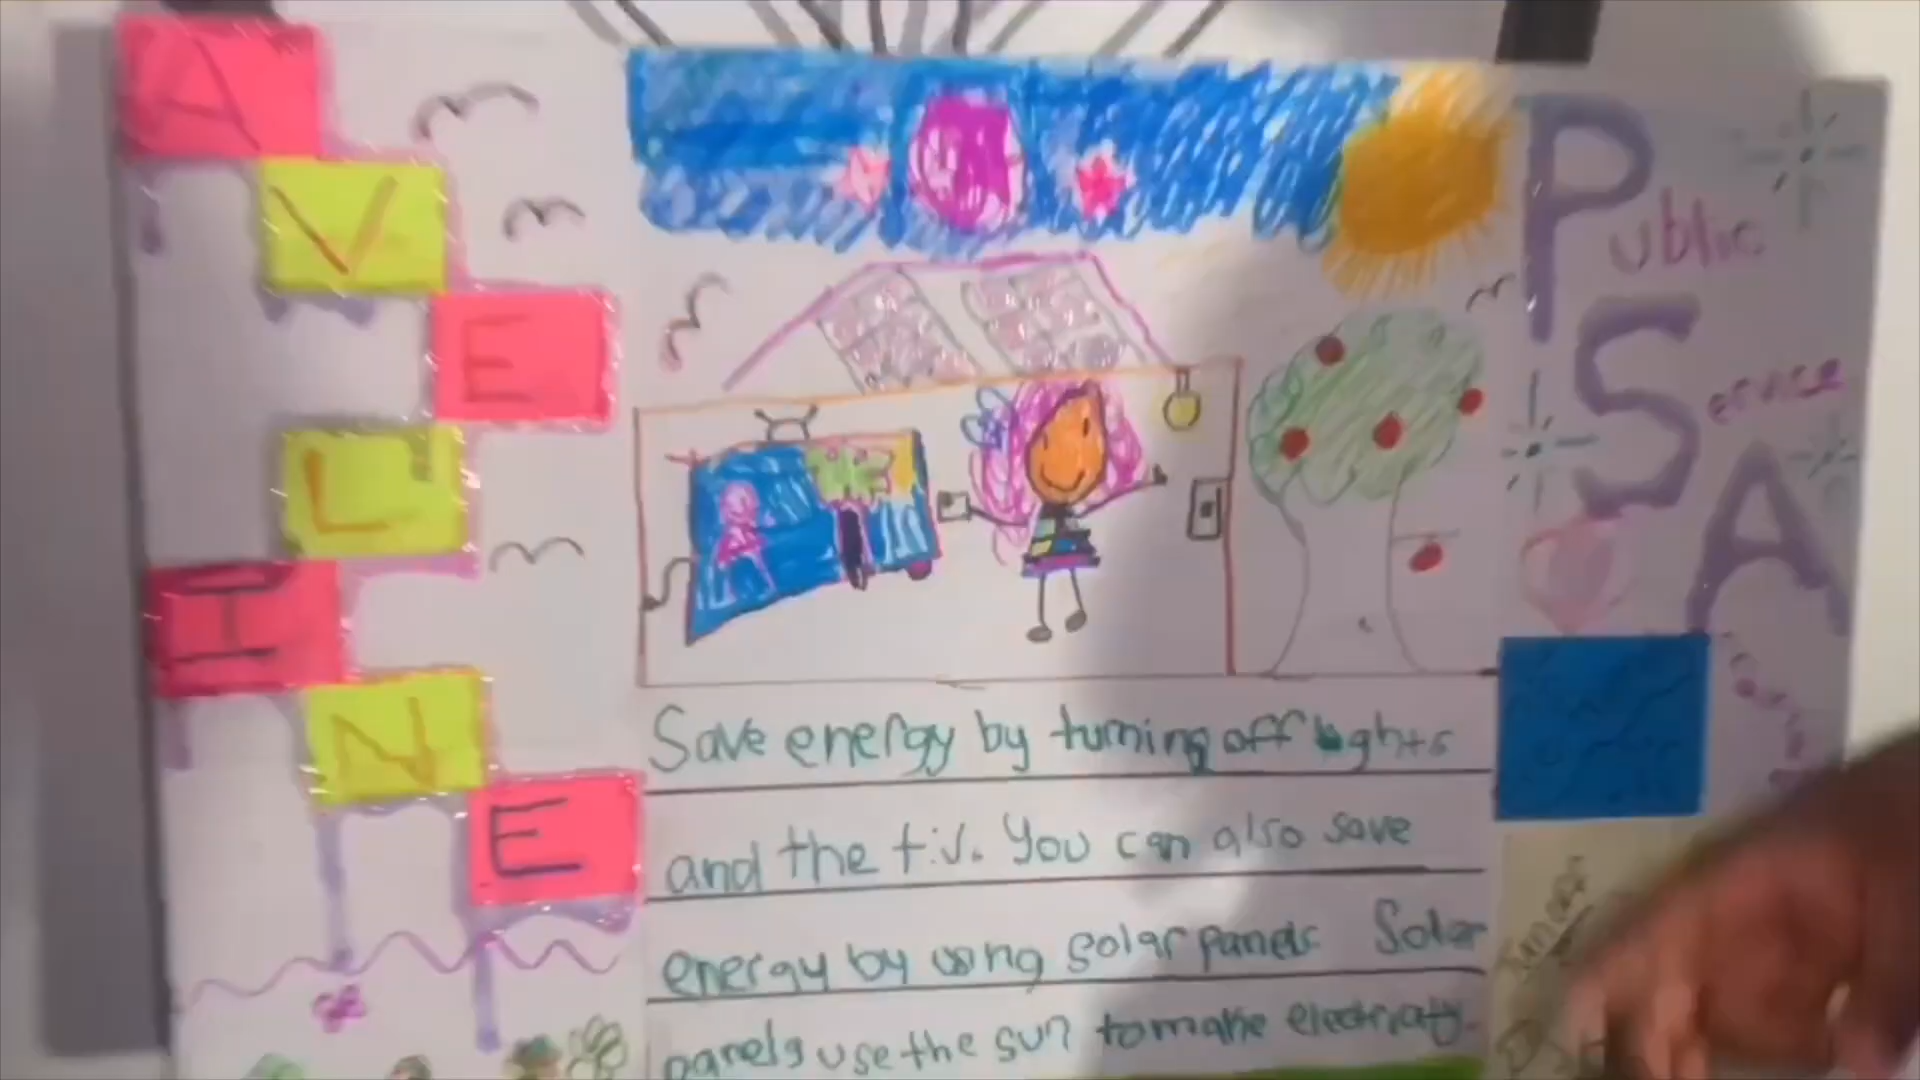 AVELINE
Public
Service
A
Save energy by turning off lights
and the t.v. You can also save
energy by using solar panels Solar
panels use the sun to make electricity.